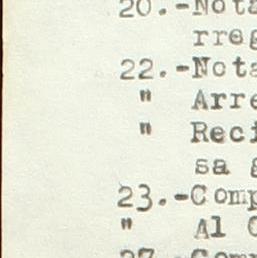 20.-Nota
rreg
22.-Nota
" Arre
" Reci
sa g
23.-Comp
" Al C